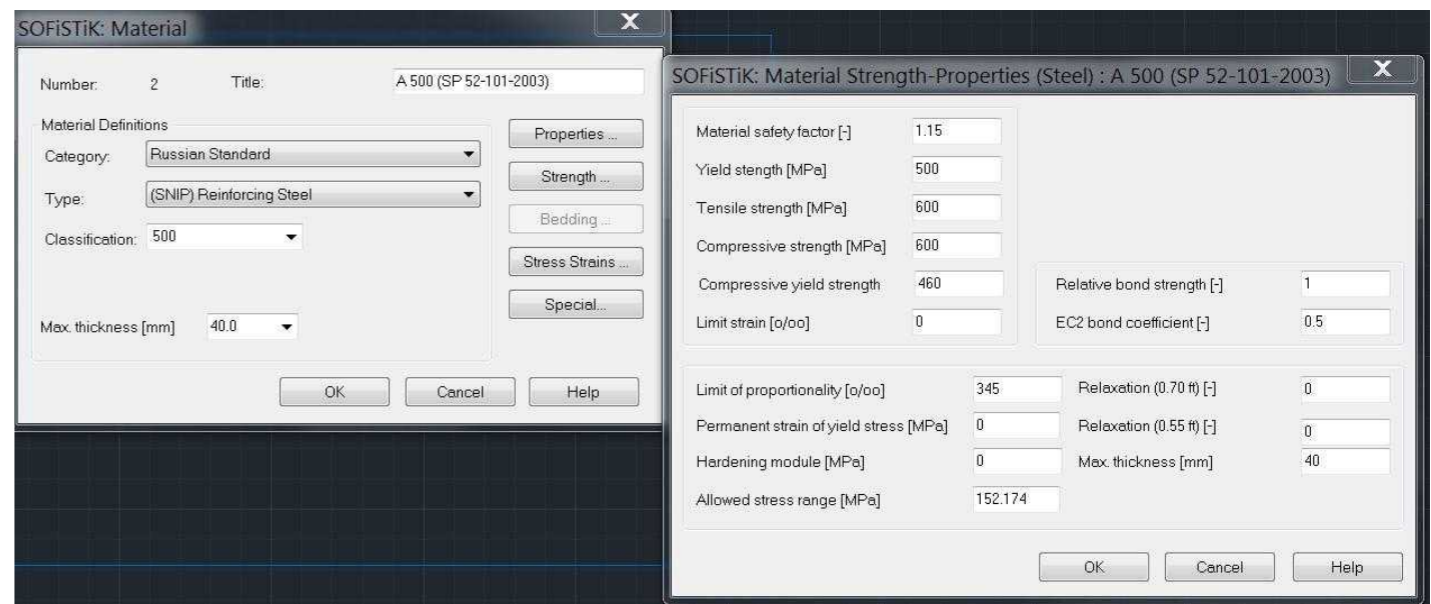 SOFiSTiK: Material
X
Number: 2 Title: A 500 (SP 52-101-2003)
Material Definitions
Category: Russian Standard
Type: (SNIP) Reinforcing Steel
Classification: 500
Max. thickness [mm] 40.0
Properties ...
Strength ...
Bedding ...
Stress Strains ...
Special...
OK Cancel Help
SOFiSTiK: Material Strength-Properties (Steel) : A 500 (SP 52-101-2003)
X
Material safety factor [-] 1.15
Yield stength [MPa] 500
Tensile strength [MPa] 600
Compressive strength [MPa] 600
Compressive yield strength 460
Limit strain [o/oo] 0
Relative bond strength [-] 1
EC2 bond coefficient [-] 0.5
Limit of proportionality [o/oo] 345
Permanent strain of yield stress [MPa] 0
Hardening module [MPa] 0
Allowed stress range [MPa] 152.174
Relaxation (0.70 ft) [-] 0
Relaxation (0.55 ft) [-] 0
Max. thickness [mm] 40
OK Cancel Help